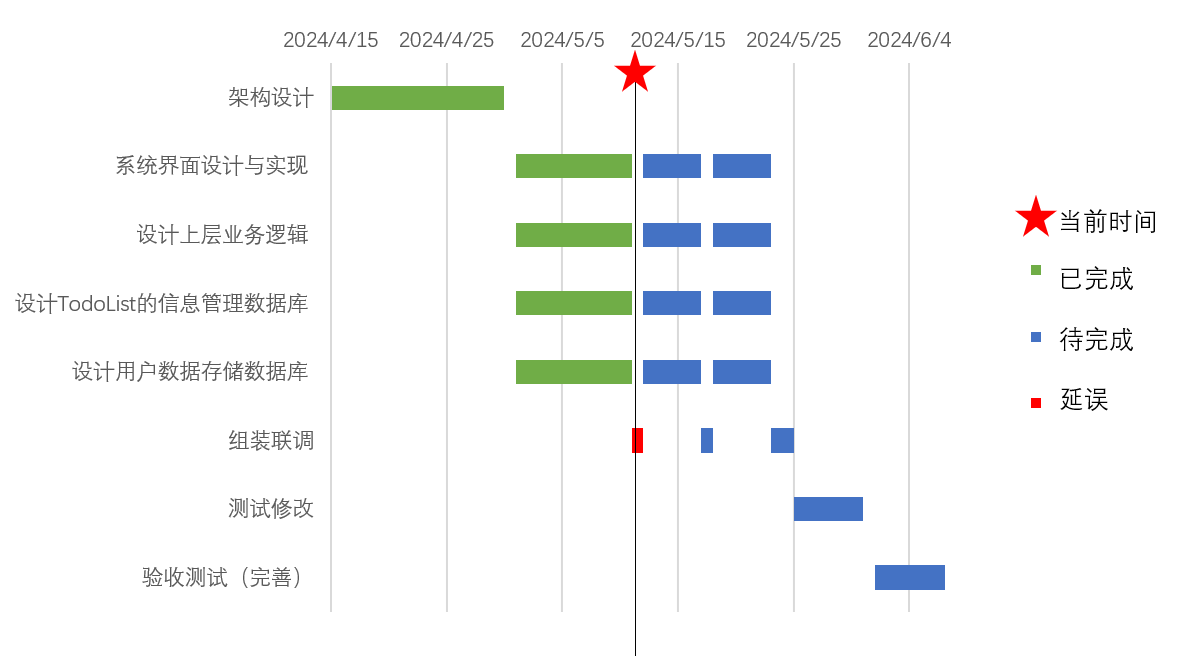 2024/4/15 2024/4/25 2024/5/5 2024/5/15 2024/5/25 2024/6/4
架构设计
系统界面设计与实现
设计上层业务逻辑
设计TodoList的信息管理数据库
设计用户数据存储数据库
组装联调
测试修改
验收测试（完善）
当前时间
已完成
待完成
延误